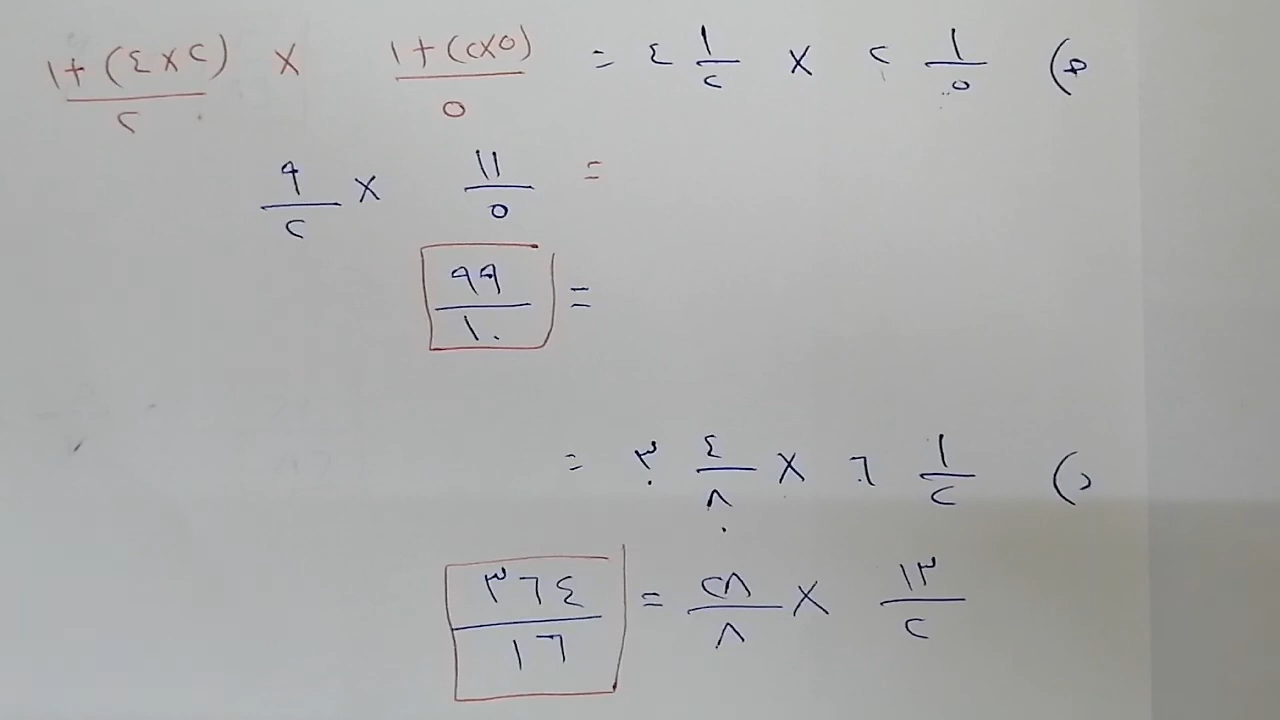 هـ) ٢ ١/٥ × ٤ ١/٢ = (٥×٢)+١/٥ × (٢×٤)+١/٢
= ١١/٥ × ٩/٢
= ٩٩/١٠
د) ٦ ١/٢ × ٣ ٤/٨ =
١٣/٢ × ٢٨/٨ = ٣٦٤/١٦